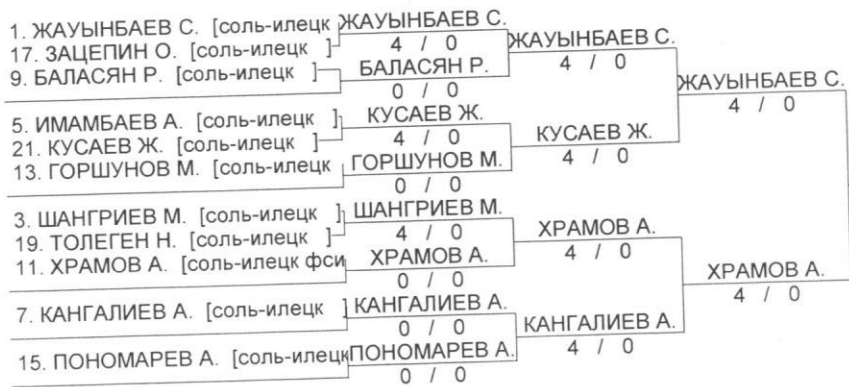 1. ЖАУЫНБАЕВ С. [соль-илецк
17. ЗАЦЕПИН О. [соль-илецк ]
9. БАЛАСЯН Р. [соль-илецк ]
5. ИМАМБАЕВ А. [соль-илецк ]
21. КУСАЕВ Ж. [соль-илецк ]
13. ГОРШУНОВ М. [соль-илецк
3. ШАНГРИЕВ М. [соль-илецк ]
19. ТОЛЕГЕН Н. [соль-илецк ]
11. ХРАМОВ А. [соль-илецк фси
7. КАНГАЛИЕВ А. [соль-илецк ]
15. ПОНОМАРЕВ А. [соль-илецк
ЖАУЫНБАЕВ С.
4 / 0
БАЛАСЯН Р.
0 / 0
КУСАЕВ Ж.
4 / 0
ГОРШУНОВ М.
0 / 0
ШАНГРИЕВ М.
4 / 0
ХРАМОВ А.
0 / 0
КАНГАЛИЕВ А.
0 / 0
ПОНОМАРЕВ А.
0 / 0
ЖАУЫНБАЕВ С.
4 / 0
КУСАЕВ Ж.
4 / 0
ХРАМОВ А.
4 / 0
КАНГАЛИЕВ А.
4 / 0
ЖАУЫНБАЕВ С.
4 / 0
ХРАМОВ А.
4 / 0